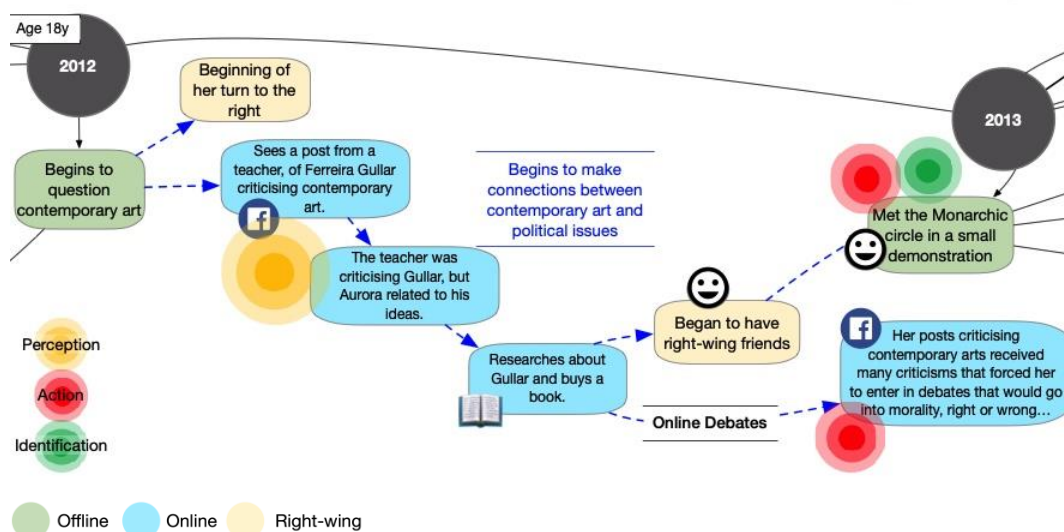 Age 18y
2012
Beginning of
her turn to the
right
Begins to
question
contemporary art
Sees a post from a
teacher, of Ferreira Gullar
criticising contemporary
art.
The teacher was
criticising Gullar, but
Aurora related to his
ideas.
Begins to make
connections between
contemporary art and
political issues
Researches about
Gullar and buys a
book.
Began to have
right-wing friends
Online Debates
2013
Met the Monarchic
circle in a small
demonstration
Her posts criticising
contemporary arts received
many criticisms that forced her
to enter in debates that would go
into morality, right or wrong...
Perception
Action
Identification
Offline
Online
Right-wing